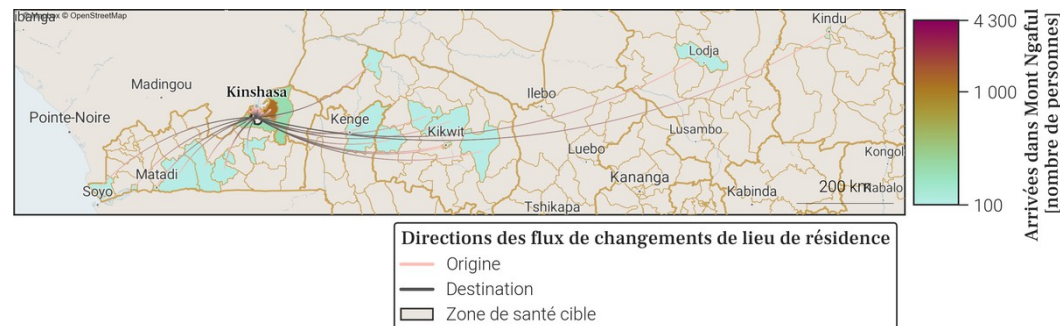 © Mapbox © OpenStreetMap
ibanga
Kindu
Lodja
Madingou
Kinshasa
Ilebo
Pointe-Noire
Kenge
Kikwit
Lusambo
Luebo
Kongol
Matadi
Kananga
Soyo
Kabinda
200 km
Kabalo
Tshikapa
4 300
1 000
100
Arrivées dans Mont Ngaful
[nombre de personnes]
Directions des flux de changements de lieu de résidence
Origine
Destination
Zone de santé cible